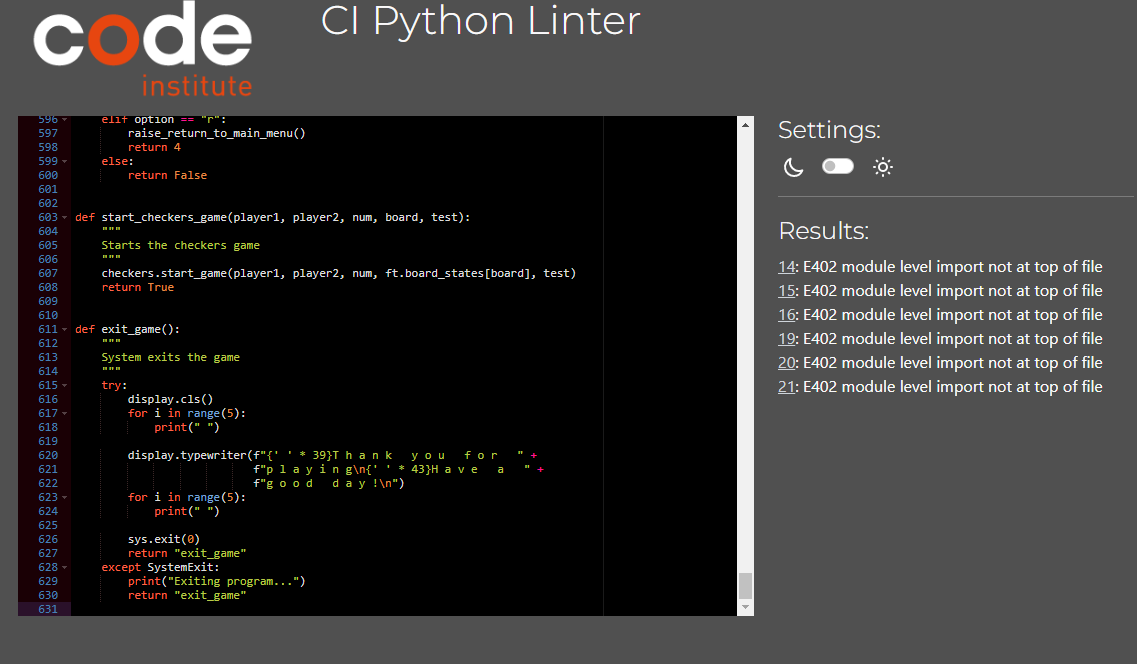 code
institute
CI Python Linter
596 elif option == "r":
597 raise_return_to_main_menu()
598 return 4
599 else:
600 return False
601
602
603 def start_checkers_game(player1, player2, num, board, test):
604 """
605 Starts the checkers game
606 """
607 checkers.start_game(player1, player2, num, ft.board_states[board], test)
608 return True
609
610
611 def exit_game():
612 """
613 System exits the game
614 """
615 try:
616 display.cls()
617 for i in range(5):
618 print(" ")
619
620 display.typewriter(f"{' ' * 39}T h a n k   y o u   f o r   " +
621 f"p l a y i n g\n{' ' * 43}H a v e   a   " +
622 f"g o o d   d a y !\n")
623 for i in range(5):
624 print(" ")
625
626 sys.exit(0)
627 return "exit_game"
628 except SystemExit:
629 print("Exiting program...")
630 return "exit_game"
631
Settings:
Results:
14: E402 module level import not at top of file
15: E402 module level import not at top of file
16: E402 module level import not at top of file
19: E402 module level import not at top of file
20: E402 module level import not at top of file
21: E402 module level import not at top of file